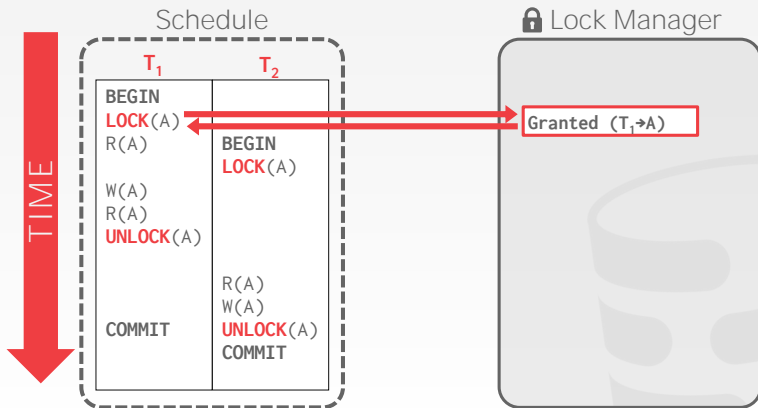 Schedule
Lock Manager
TIME
T₁ T₂
BEGIN
LOCK(A)
R(A) BEGIN
LOCK(A)
W(A)
R(A)
UNLOCK(A)
R(A)
W(A)
COMMIT UNLOCK(A)
COMMIT
Granted (T₁→A)